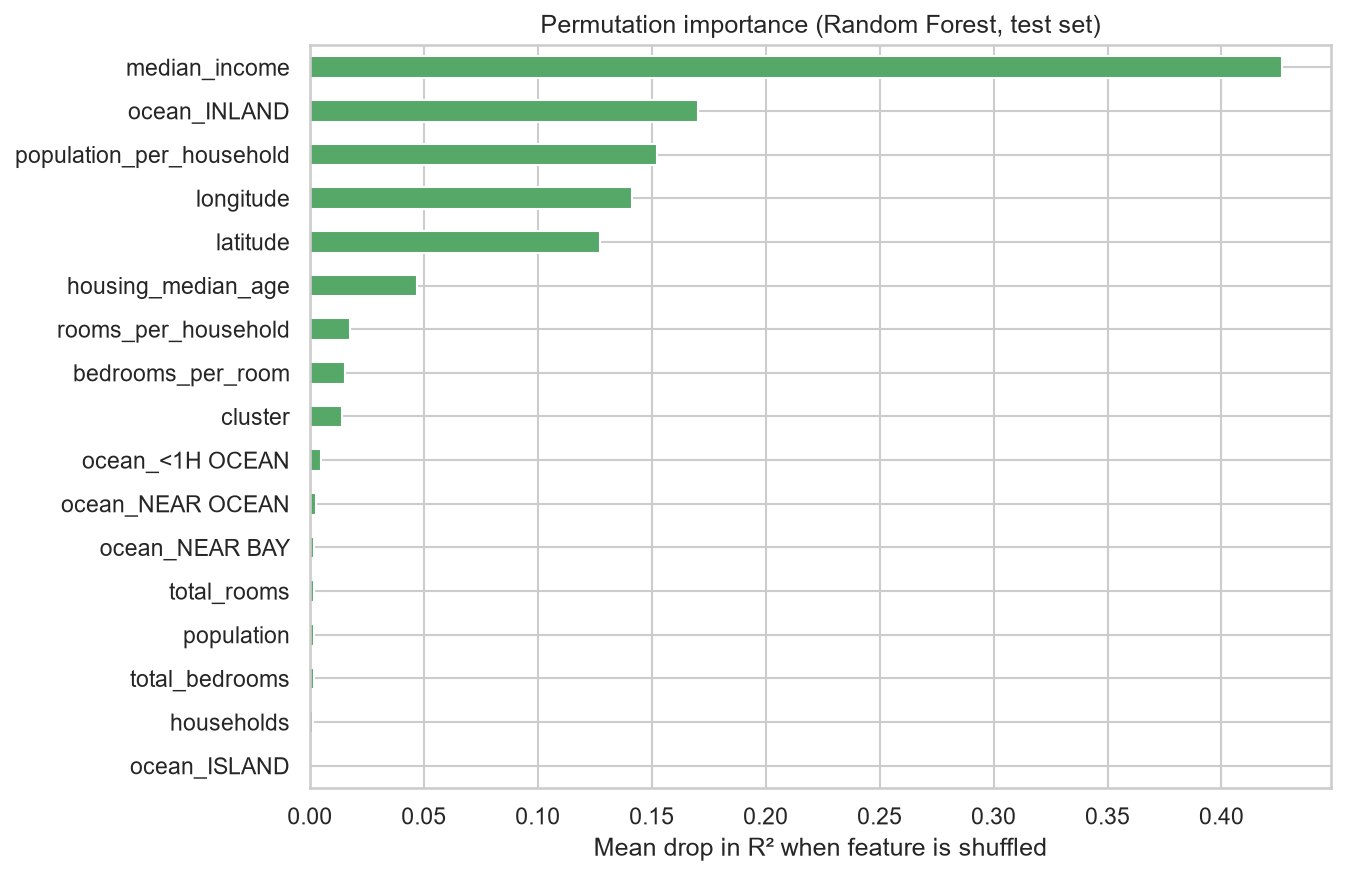 Permutation importance (Random Forest, test set)
median_income
ocean_INLAND
population_per_household
longitude
latitude
housing_median_age
rooms_per_household
bedrooms_per_room
cluster
ocean_<1H OCEAN
ocean_NEAR OCEAN
ocean_NEAR BAY
total_rooms
population
total_bedrooms
households
ocean_ISLAND
0.00 0.05 0.10 0.15 0.20 0.25 0.30 0.35 0.40
Mean drop in R² when feature is shuffled